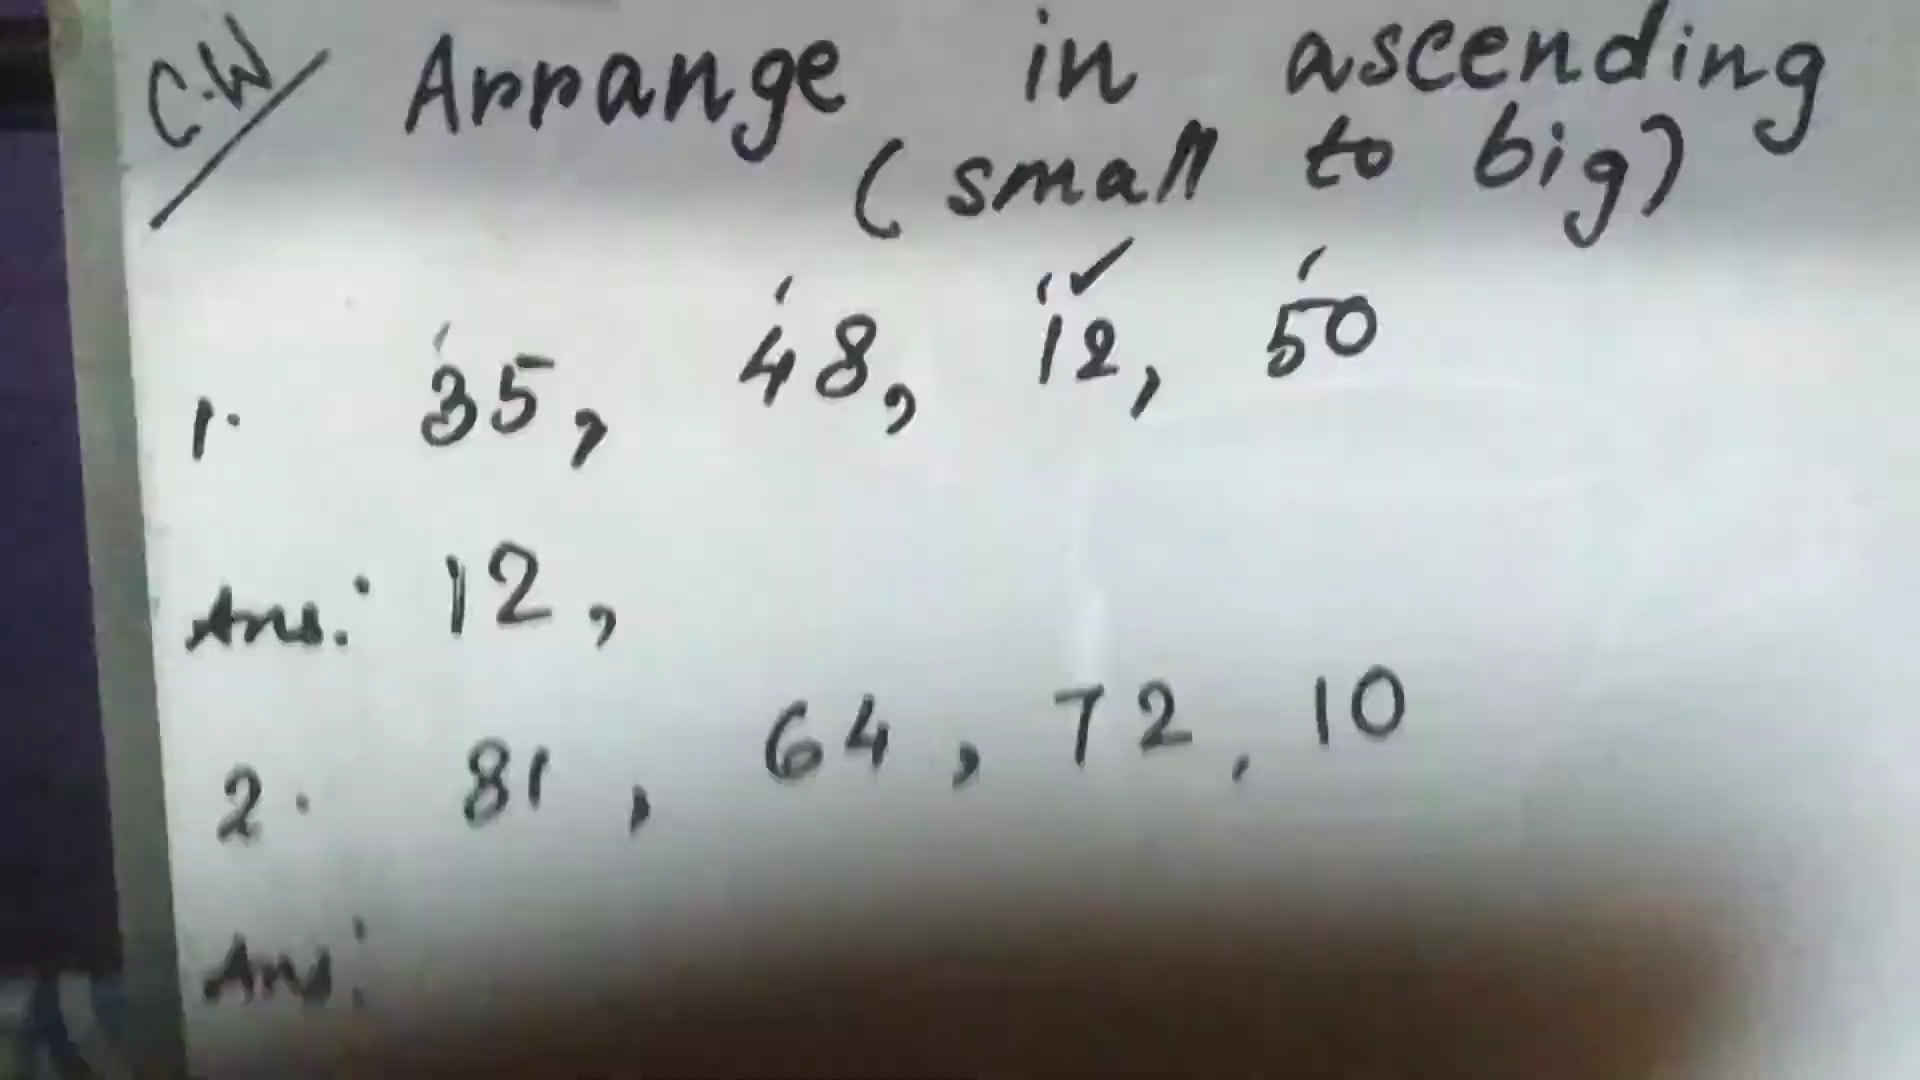 C.W Arrange in ascending
(small to big)
1. 35, 48, 12, 50
Ans: 12,
2. 81, 64, 72, 10
Ans: